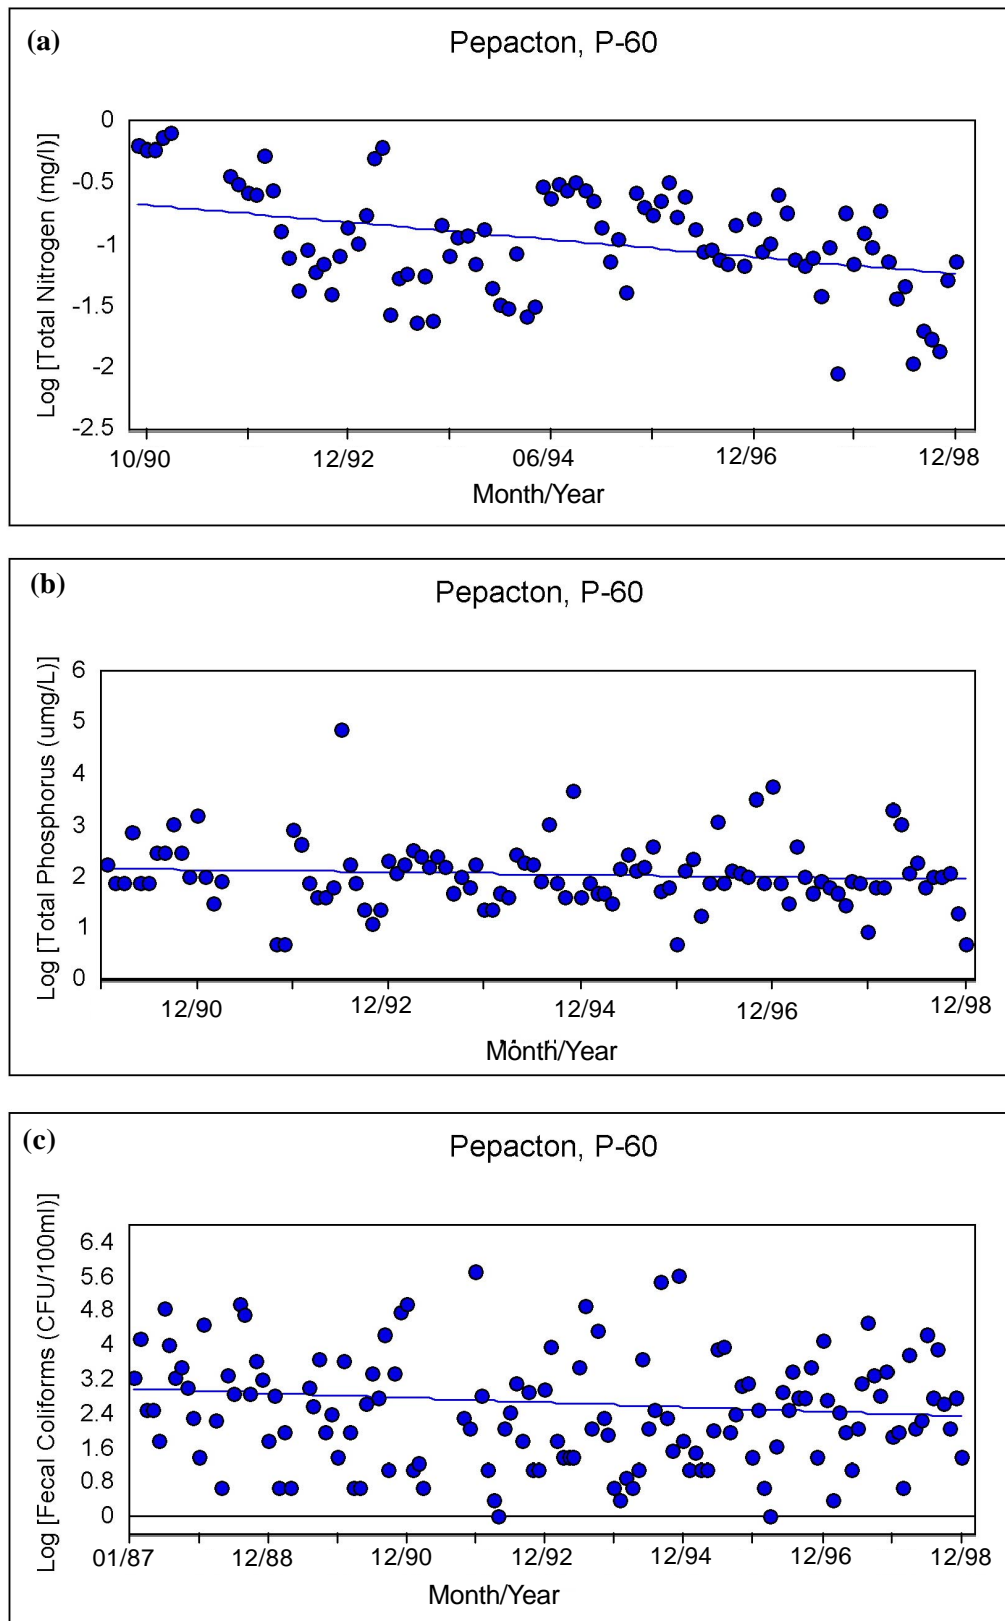 (a)
Pepacton, P-60
Log [Total Nitrogen (mg/l)]
0
-0.5
-1
-1.5
-2
-2.5
10/90 12/92 06/94 12/96 12/98
Month/Year
(b)
Pepacton, P-60
Log [Total Phosphorus (umg/L)]
6
5
4
3
2
1
0
12/90 12/92 12/94 12/96 12/98
Month/Year
(c)
Pepacton, P-60
Log [Fecal Coliforms (CFU/100ml)]
6.4
5.6
4.8
4
3.2
2.4
1.6
0.8
0
01/87 12/88 12/90 12/92 12/94 12/96 12/98
Month/Year